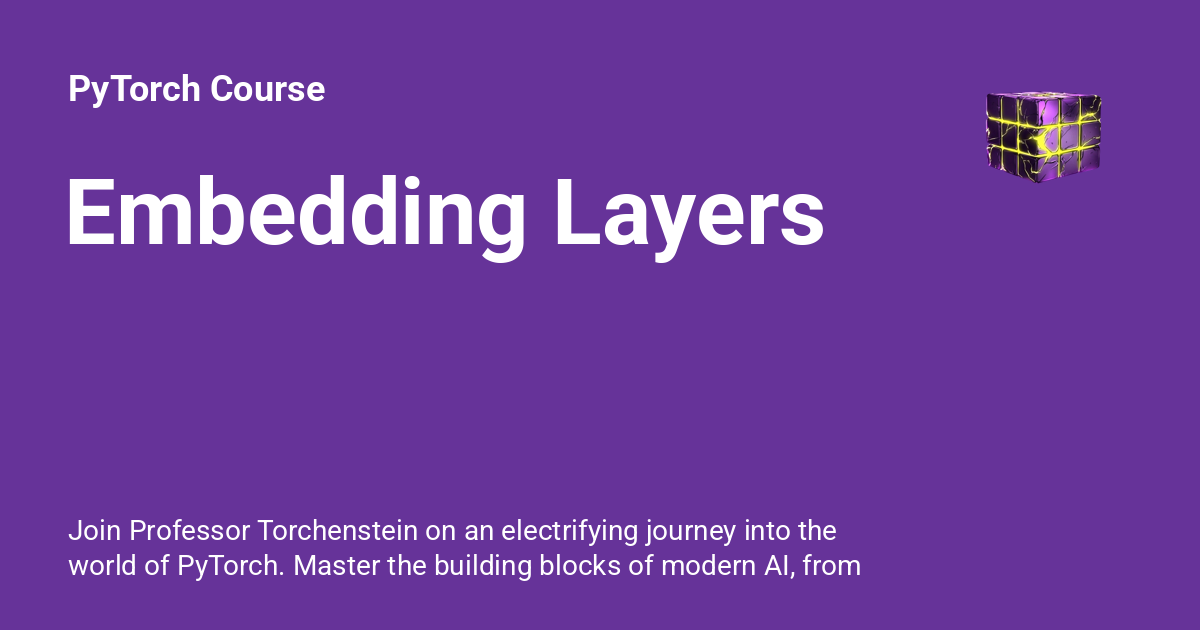 PyTorch Course
Embedding Layers
Join Professor Torchenstein on an electrifying journey into the
world of PyTorch. Master the building blocks of modern AI, from